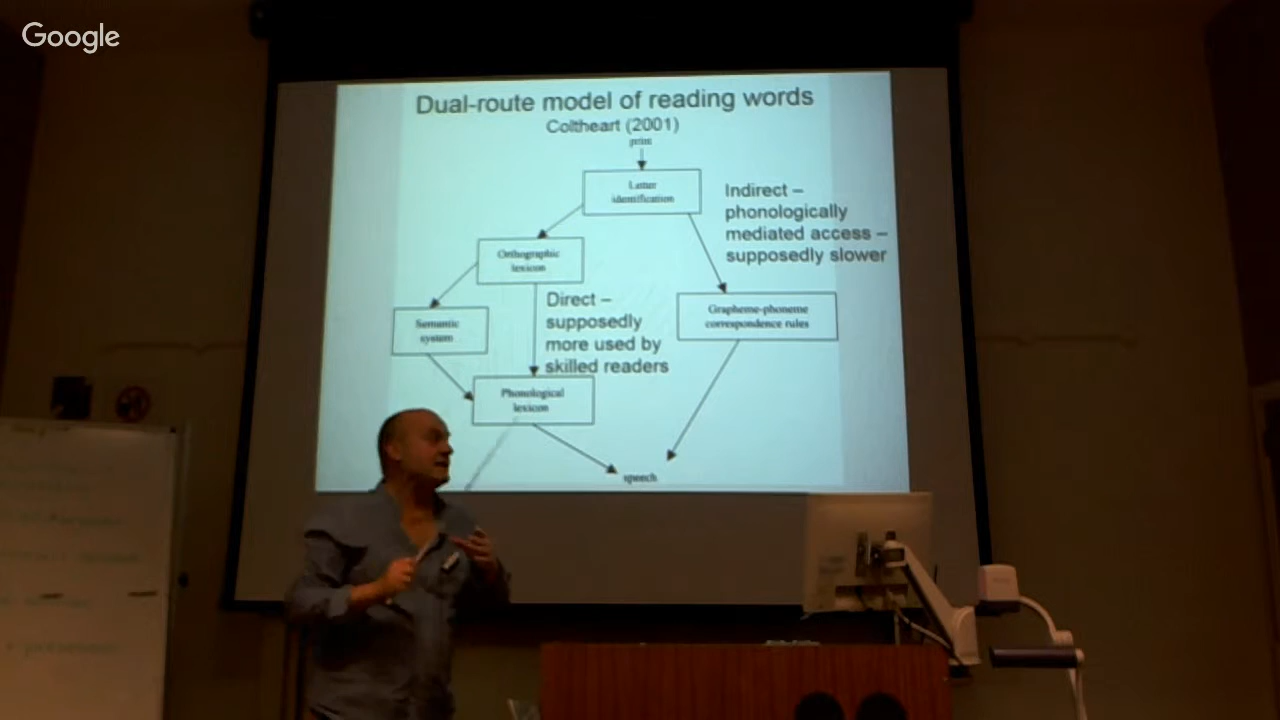 Google
Dual-route model of reading words
Coltheart (2001)
print
Letter
identification
Indirect –
phonologically
mediated access –
supposedly slower
Orthographic
lexicon
Direct –
supposedly
more used by
skilled readers
Grapheme-phoneme
correspondence rules
Semantic
system
Phonological
lexicon
speech